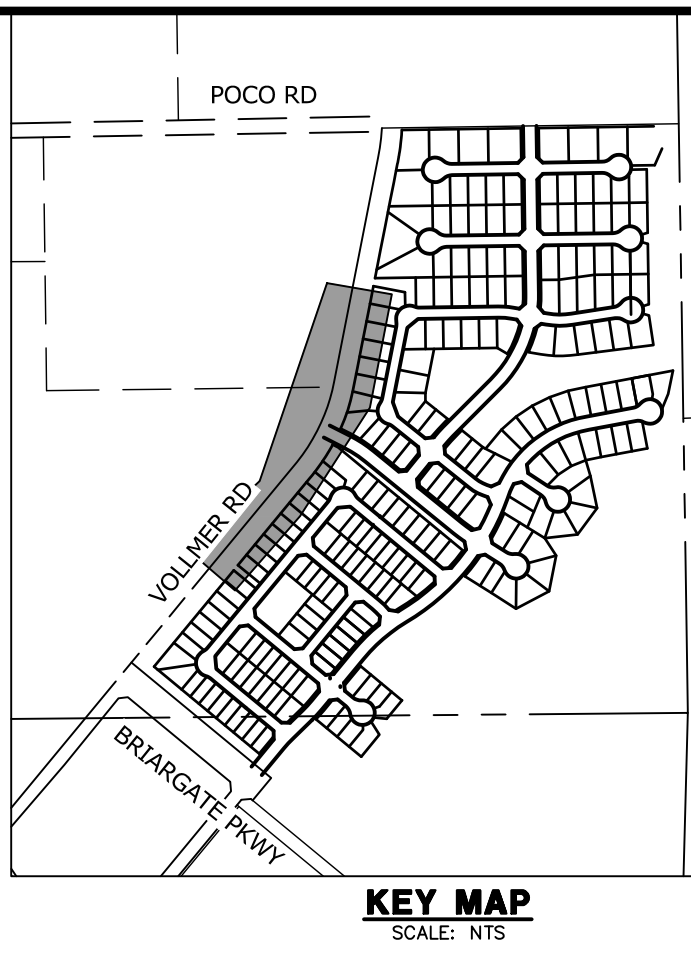 POCO RD
VOLLMER RD
BRIARGATE PKWY
KEY MAP
SCALE: NTS